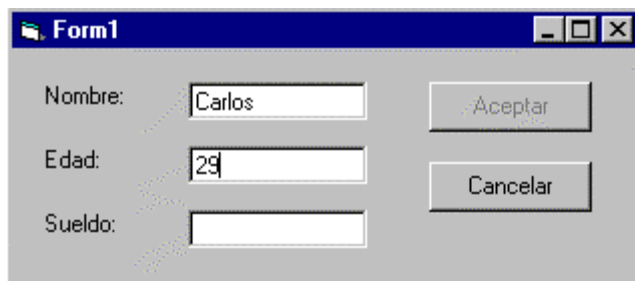 Form1
Nombre: Carlos Aceptar
Edad: 29
Cancelar
Sueldo: